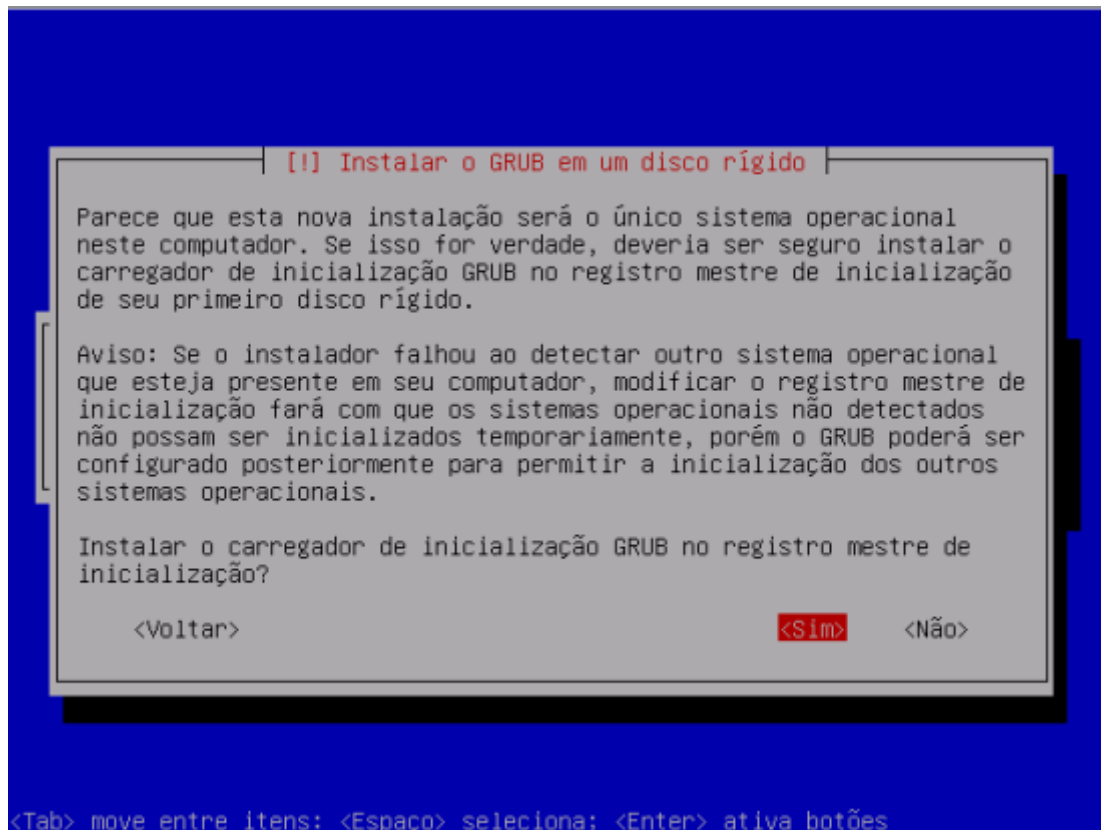 [!] Instalar o GRUB em um disco rígido
Parece que esta nova instalação será o único sistema operacional
neste computador. Se isso for verdade, deveria ser seguro instalar o
carregador de inicialização GRUB no registro mestre de inicialização
de seu primeiro disco rígido.
Aviso: Se o instalador falhou ao detectar outro sistema operacional
que esteja presente em seu computador, modificar o registro mestre de
inicialização fará com que os sistemas operacionais não detectados
não possam ser inicializados temporariamente, porém o GRUB poderá ser
configurado posteriormente para permitir a inicialização dos outros
sistemas operacionais.
Instalar o carregador de inicialização GRUB no registro mestre de
inicialização?
<Voltar> <Sim> <Não>
<Tab> move entre itens; <Espaço> seleciona; <Enter> ativa botões